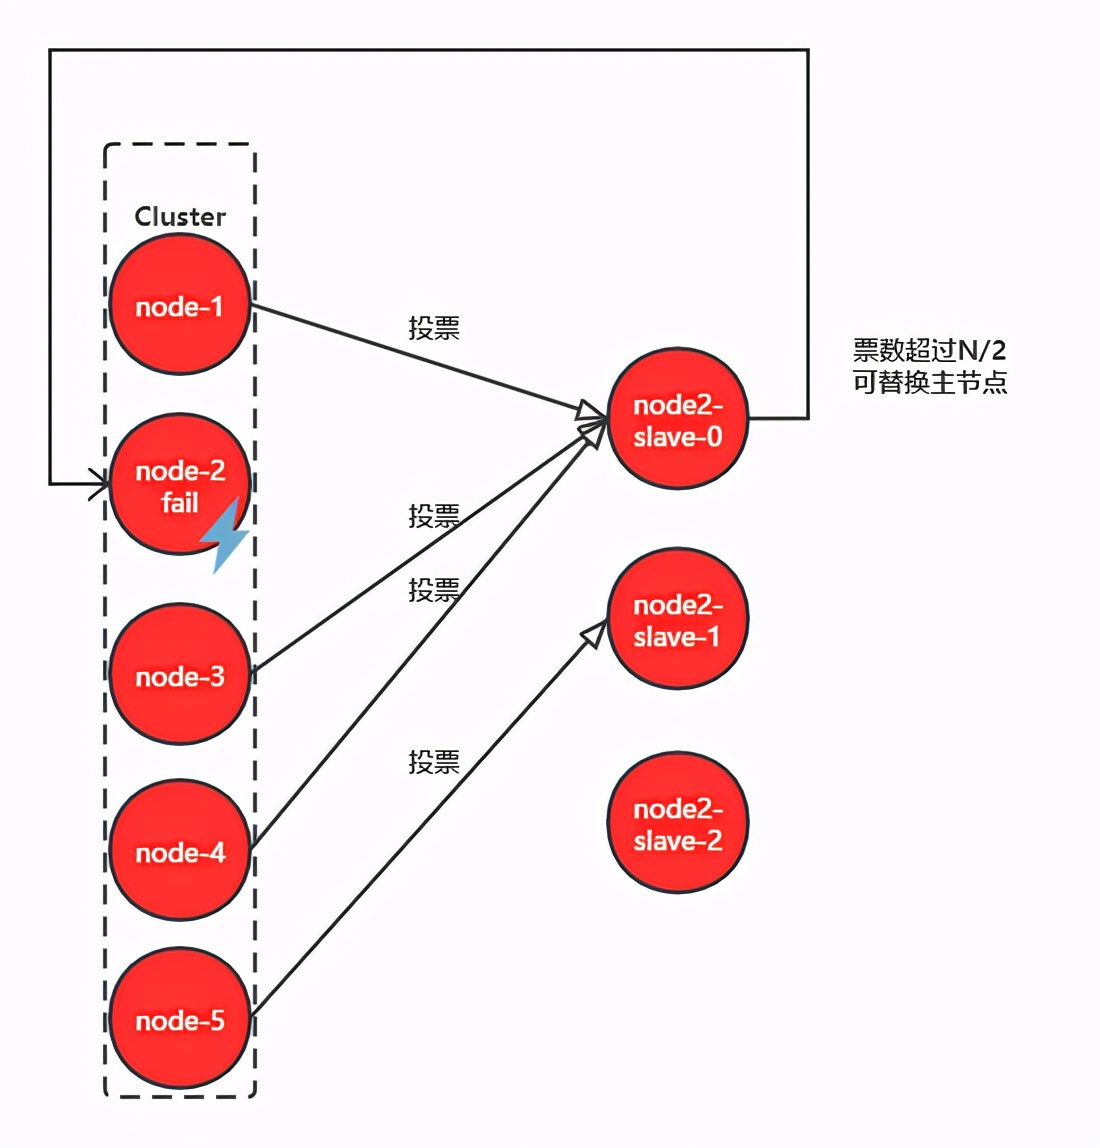 Cluster
node-1
投票
票数超过N/2
可替换主节点
node2-
slave-0
node-2
fail
投票
投票
node2-
slave-1
node-3
投票
node2-
slave-2
node-4
node-5